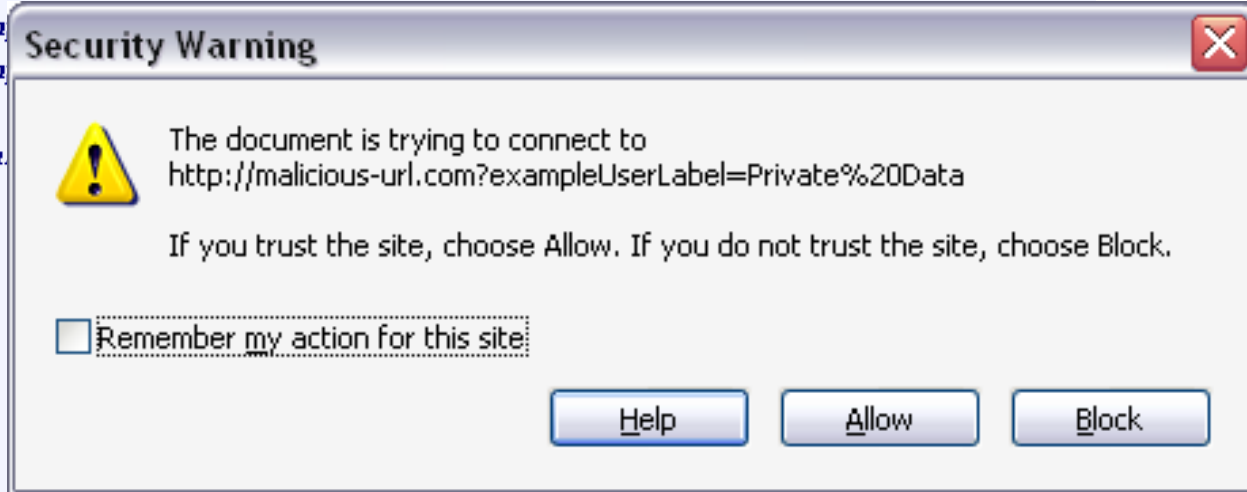 Security Warning
The document is trying to connect to
http://malicious-url.com?exampleUserLabel=Private%20Data
If you trust the site, choose Allow. If you do not trust the site, choose Block.
Remember my action for this site
Help Allow Block